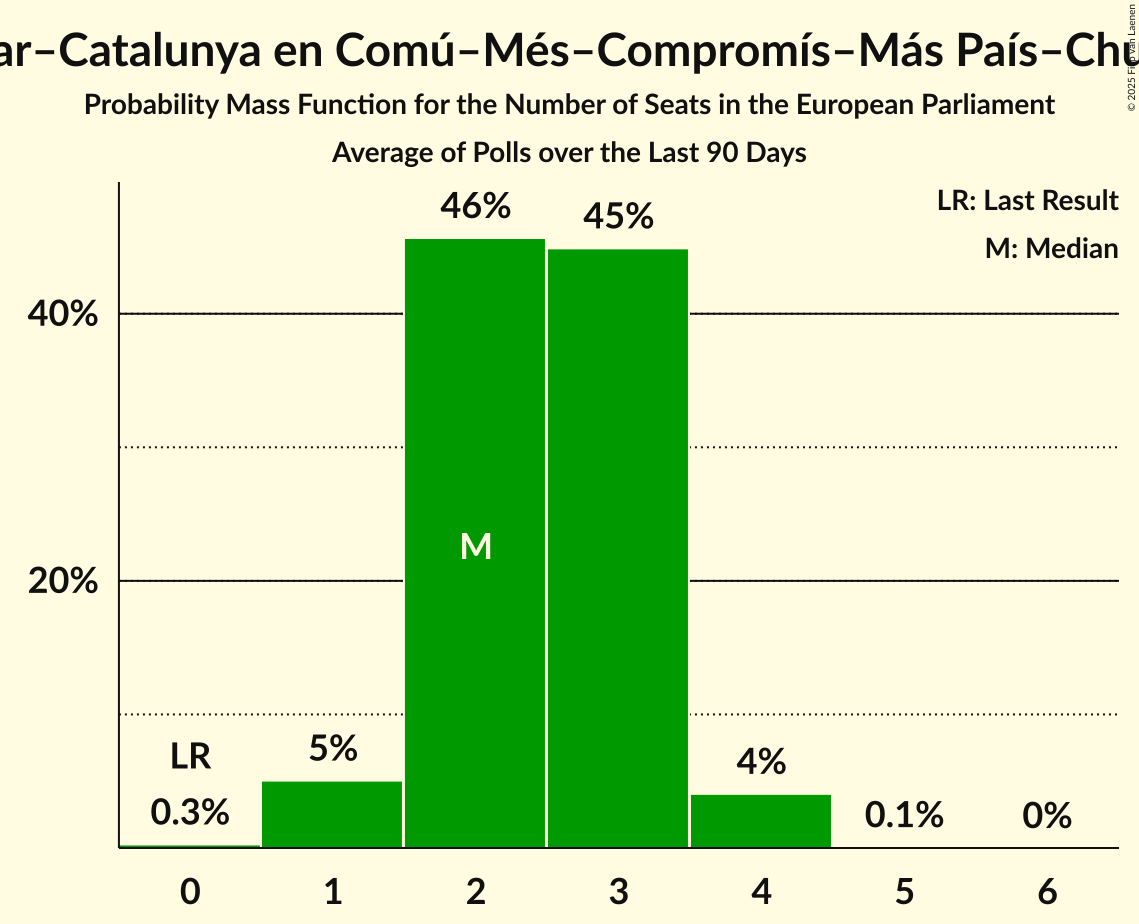 ar–Catalunya en Comú–Més–Compromís–Más País–Chu
Probability Mass Function for the Number of Seats in the European Parliament
Average of Polls over the Last 90 Days
© 2025 Filip van Laenen
LR: Last Result
M: Median
46%
45%
40%
M
20%
LR
5%
4%
0.3%
0.1%
0%
0 1 2 3 4 5 6